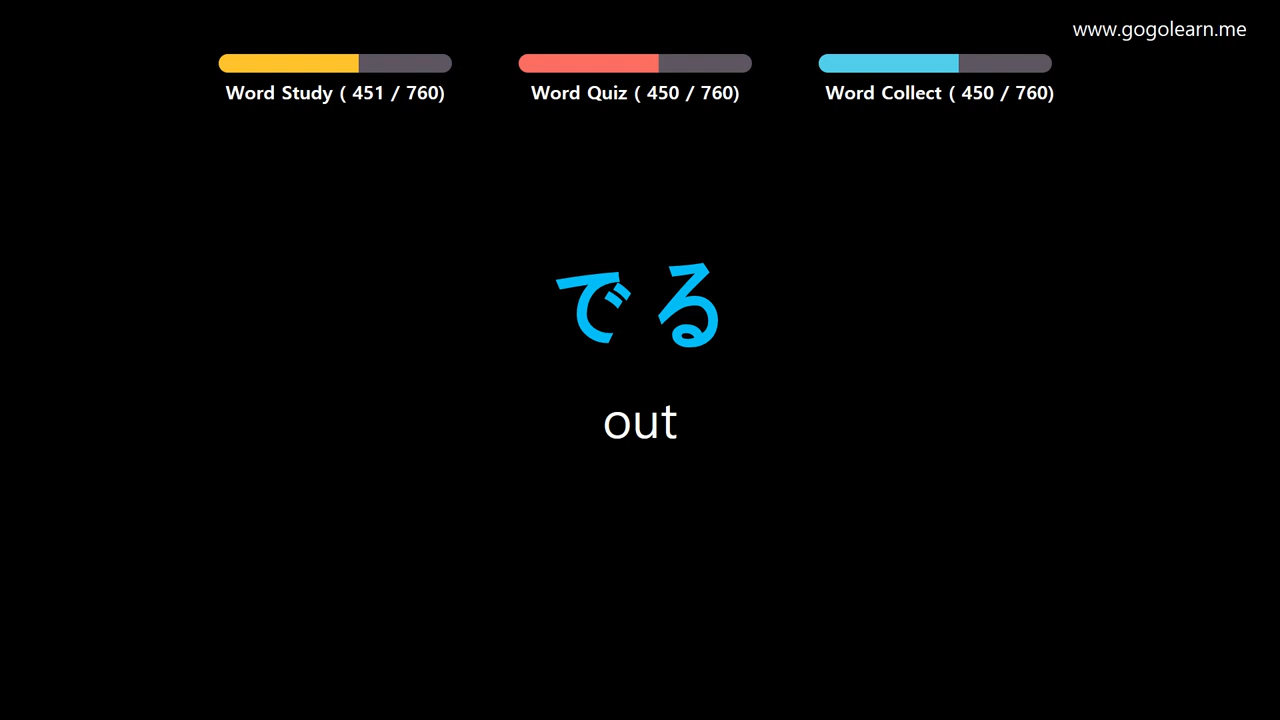 www.gogolearn.me
Word Study ( 451 / 760)
Word Quiz ( 450 / 760)
Word Collect ( 450 / 760)
でる
out